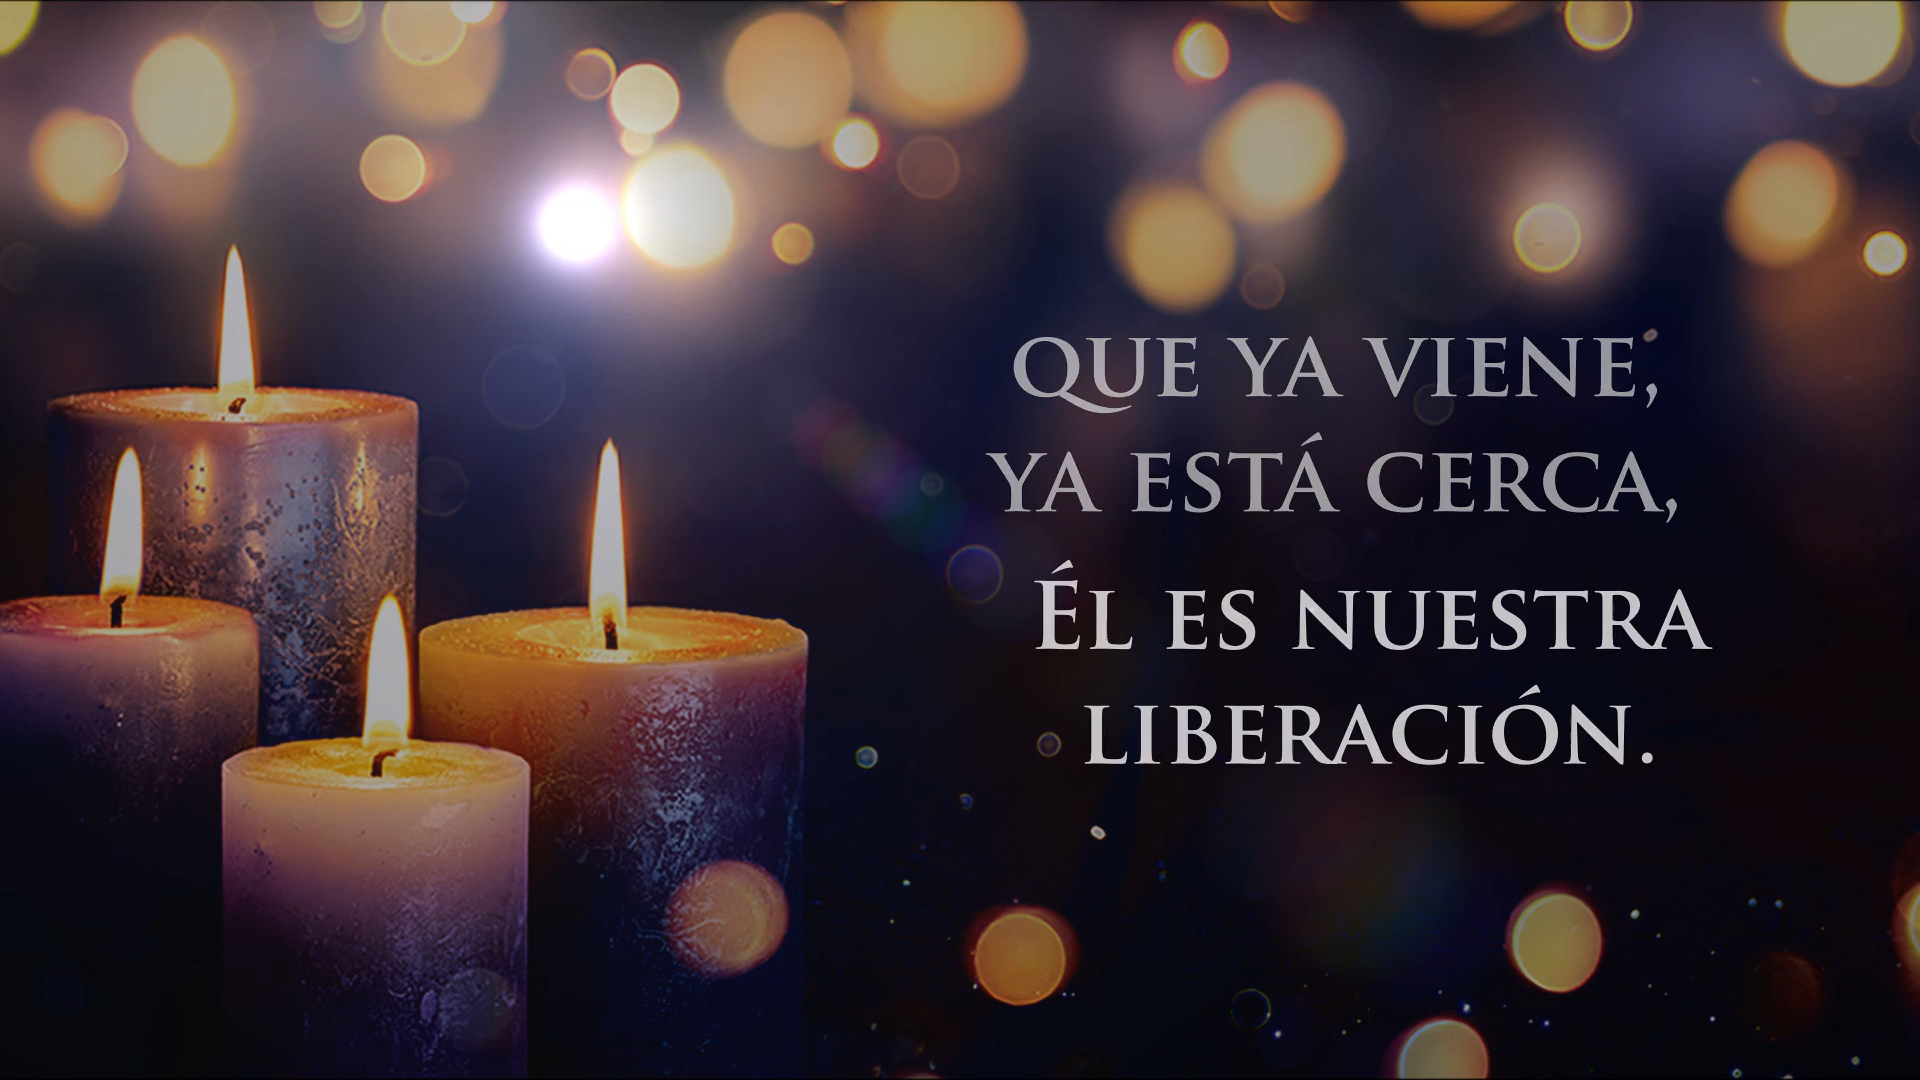 QUE YA VIENE,
YA ESTÁ CERCA,
ÉL ES NUESTRA
LIBERACIÓN.